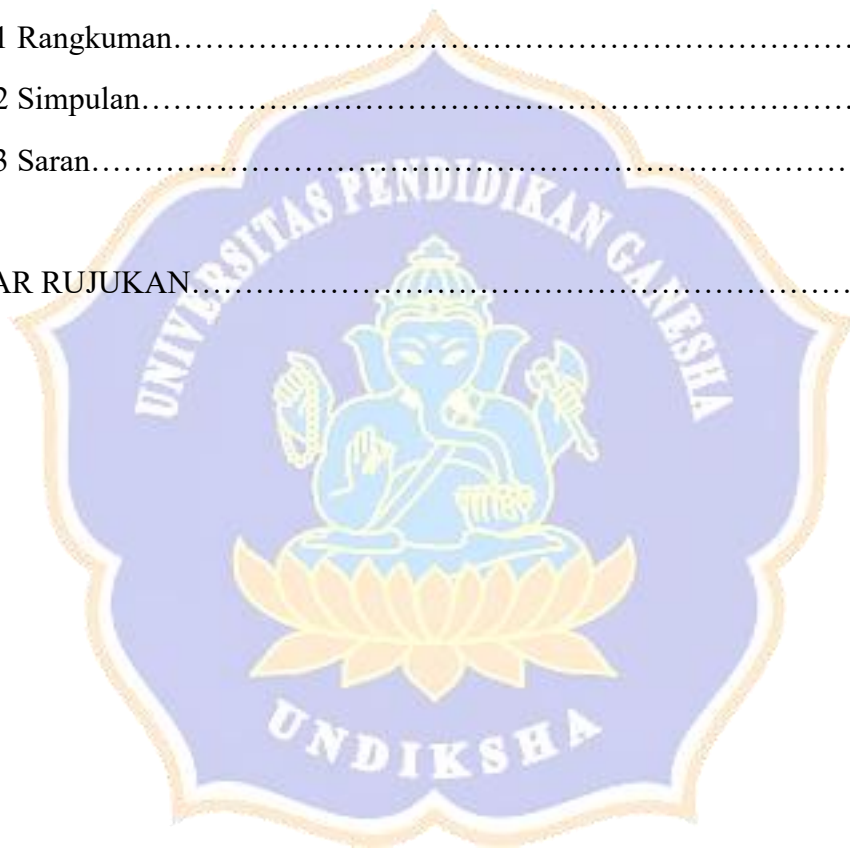 1 Rangkuman…………………………………………………………
2 Simpulan……………………………………………………………
3 Saran…………………………………………………………………
AR RUJUKAN………………………………………………………
UNIVERSITAS PENDIDIKAN GANESHA
UNDIKSHA